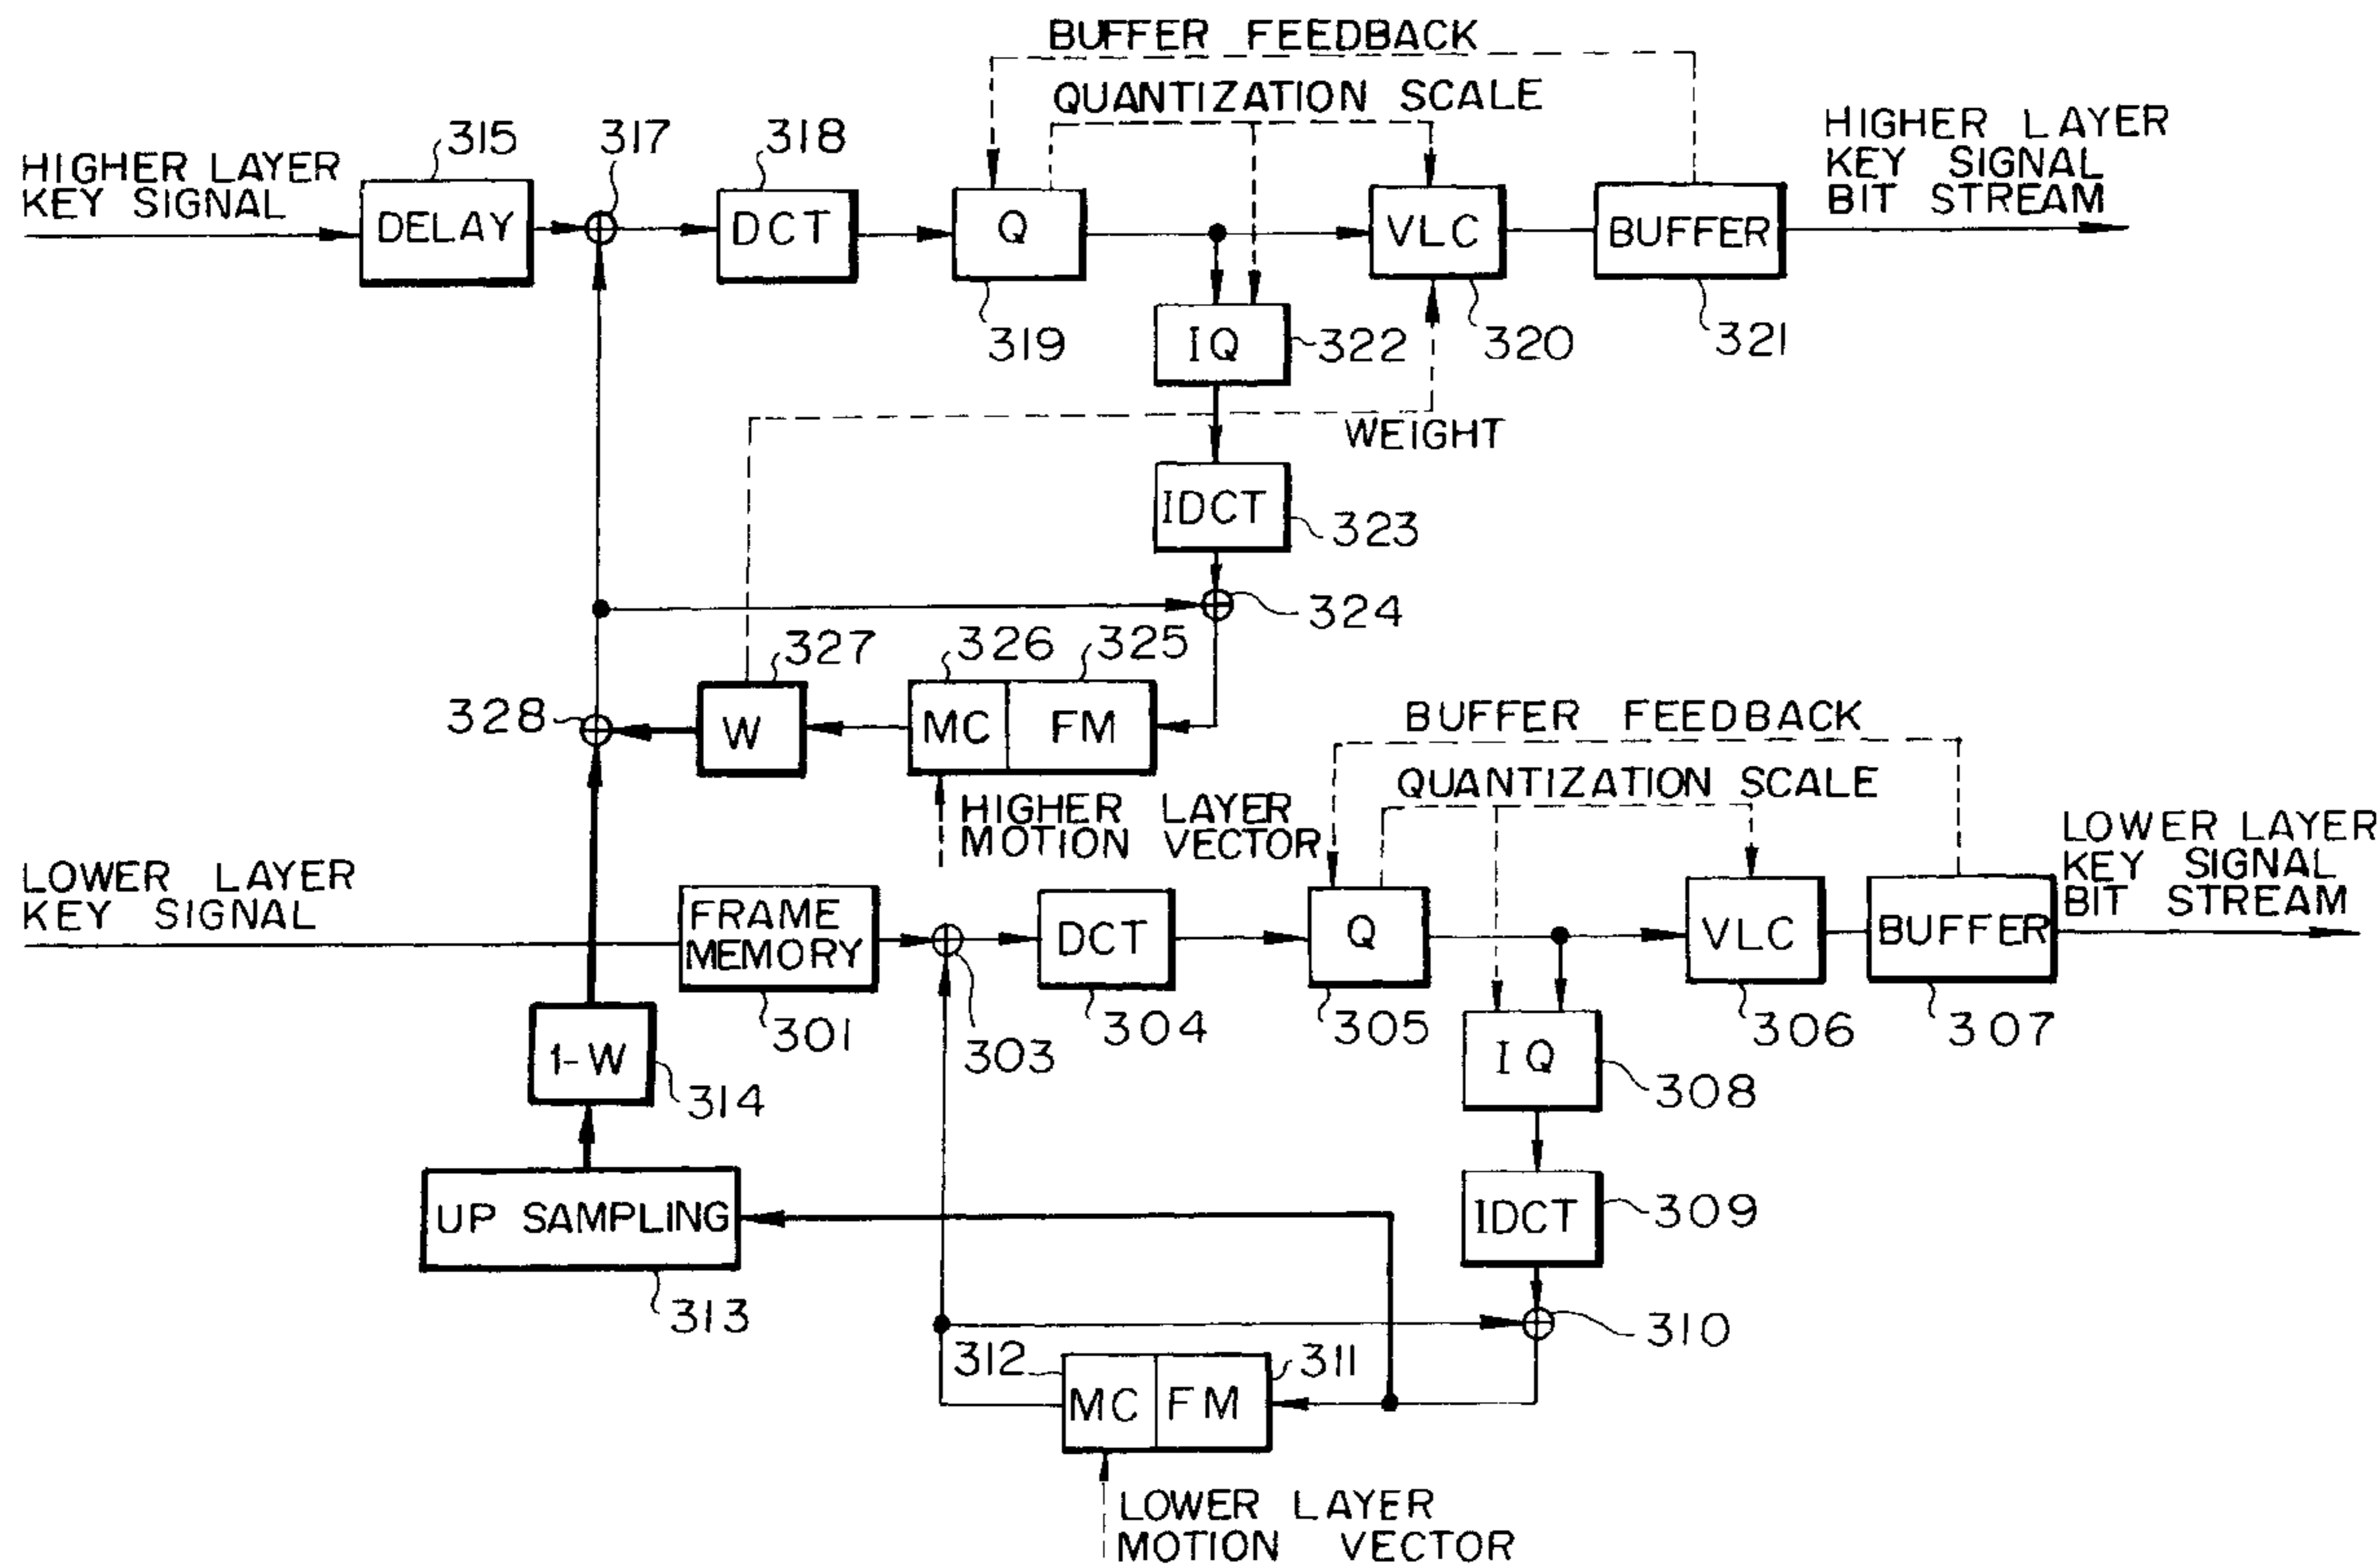 BUFFER FEEDBACK
QUANTIZATION SCALE
HIGHER LAYER
KEY SIGNAL
315
317
318
HIGHER LAYER
KEY SIGNAL
BIT STREAM
DELAY
DCT
Q
VLC
BUFFER
319
IQ
322
320
321
WEIGHT
IDCT
323
324
327
326
325
328
W
MC
FM
BUFFER FEEDBACK
QUANTIZATION SCALE
HIGHER LAYER
MOTION VECTOR
LOWER LAYER
KEY SIGNAL
LOWER LAYER
KEY SIGNAL
BIT STREAM
FRAME
MEMORY
DCT
Q
VLC
BUFFER
301
303
304
305
306
307
1-W
314
IQ
308
UP SAMPLING
313
IDCT
309
310
312
311
MC
FM
LOWER LAYER
MOTION VECTOR